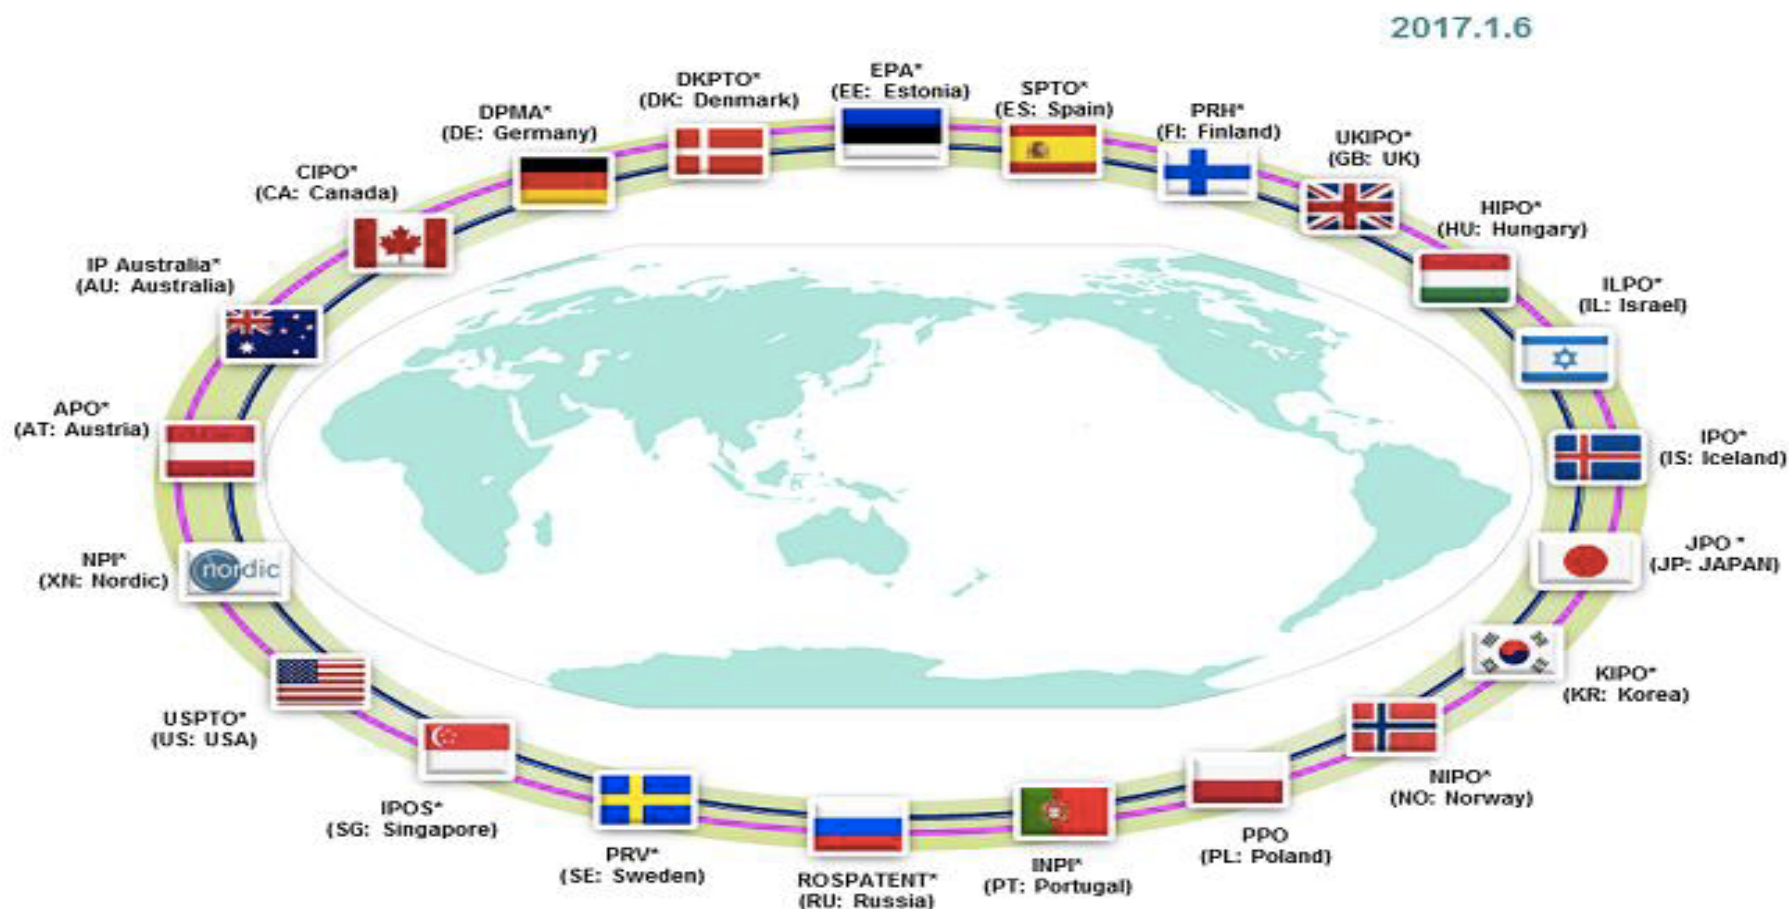 2017.1.6
EPA*
(EE: Estonia)
SPTO*
(ES: Spain)
PRH*
(FI: Finland)
UKIPO*
(GB: UK)
HIPO*
(HU: Hungary)
ILPO*
(IL: Israel)
IPO*
(IS: Iceland)
JPO *
(JP: JAPAN)
KIPO*
(KR: Korea)
NIPO*
(NO: Norway)
PPO
(PL: Poland)
INPI*
(PT: Portugal)
ROSPATENT*
(RU: Russia)
PRV*
(SE: Sweden)
IPOS*
(SG: Singapore)
USPTO*
(US: USA)
NPI*
(XN: Nordic)
nordic
APO*
(AT: Austria)
IP Australia*
(AU: Australia)
CIPO*
(CA: Canada)
DPMA*
(DE: Germany)
DKPTO*
(DK: Denmark)